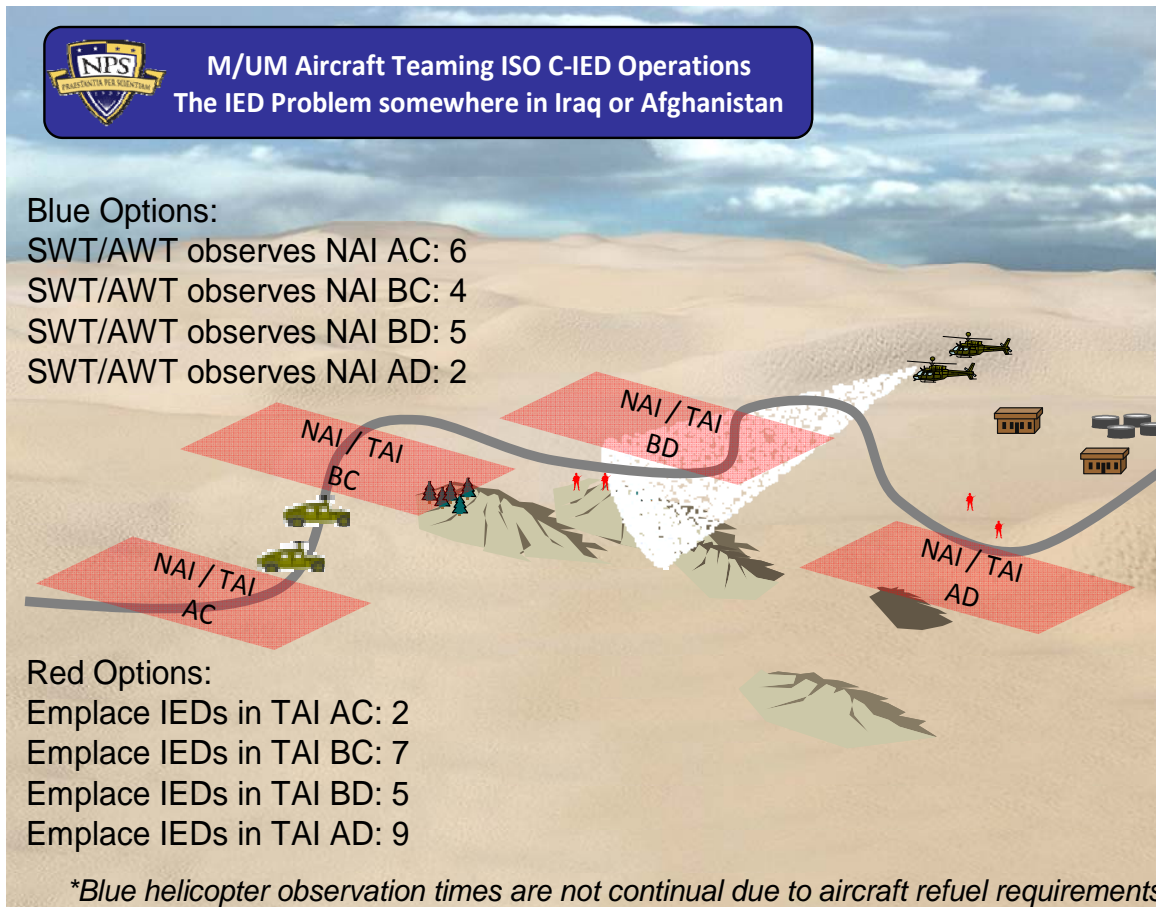 NPS
PRAESTANTIA PER SCIENTIAM
M/UM Aircraft Teaming ISO C-IED Operations
The IED Problem somewhere in Iraq or Afghanistan
Blue Options:
SWT/AWT observes NAI AC: 6
SWT/AWT observes NAI BC: 4
SWT/AWT observes NAI BD: 5
SWT/AWT observes NAI AD: 2
NAI / TAI
BD
NAI / TAI
BC
NAI / TAI
AC
NAI / TAI
AD
Red Options:
Emplace IEDs in TAI AC: 2
Emplace IEDs in TAI BC: 7
Emplace IEDs in TAI BD: 5
Emplace IEDs in TAI AD: 9
*Blue helicopter observation times are not continual due to aircraft refuel requirements